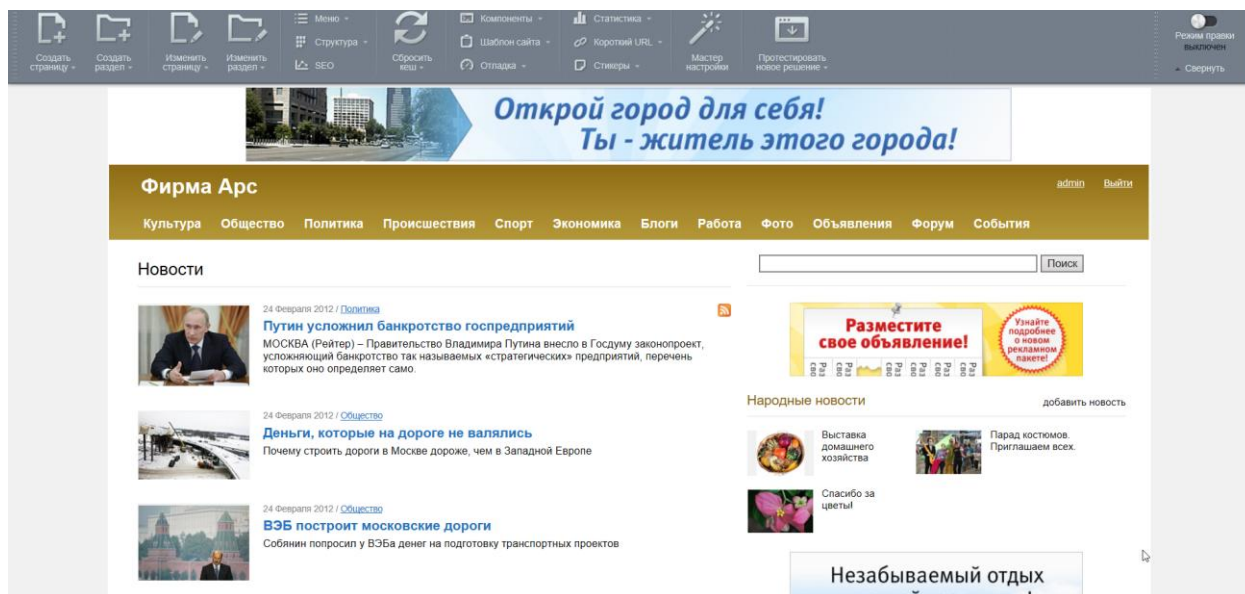 Создать страницу
Создать раздел
Изменить страницу
Изменить раздел
Меню
Структура
SEO
Сбросить кеш
Компоненты
Шаблон сайта
Отладка
Статистика
Короткий URL
Стикеры
Мастер настройки
Протестировать новое решение
Режим правки выключен
Свернуть
Открой город для себя!
Ты - житель этого города!
Фирма Арс
admin Выйти
Культура Общество Политика Происшествия Спорт Экономика Блоги Работа Фото Объявления Форум События
Новости
Поиск
24 Февраля 2012 / Политика
Путин усложнил банкротство госпредприятий
МОСКВА (Рейтер) – Правительство Владимира Путина внесло в Госдуму законопроект,
усложняющий банкротство так называемых «стратегических» предприятий, перечень
которых оно определяет само.
24 Февраля 2012 / Общество
Деньги, которые на дороге не валялись
Почему строить дороги в Москве дороже, чем в Западной Европе
24 Февраля 2012 / Общество
ВЭБ построит московские дороги
Собянин попросил у ВЭБа денег на подготовку транспортных проектов
Разместите
свое объявление!
Узнайте
подробнее
о новом
рекламном
пакете!
Народные новости
добавить новость
Выставка
домашнего
хозяйства
Парад костюмов.
Приглашаем всех.
Спасибо за
цветы!
Незабываемый отдых